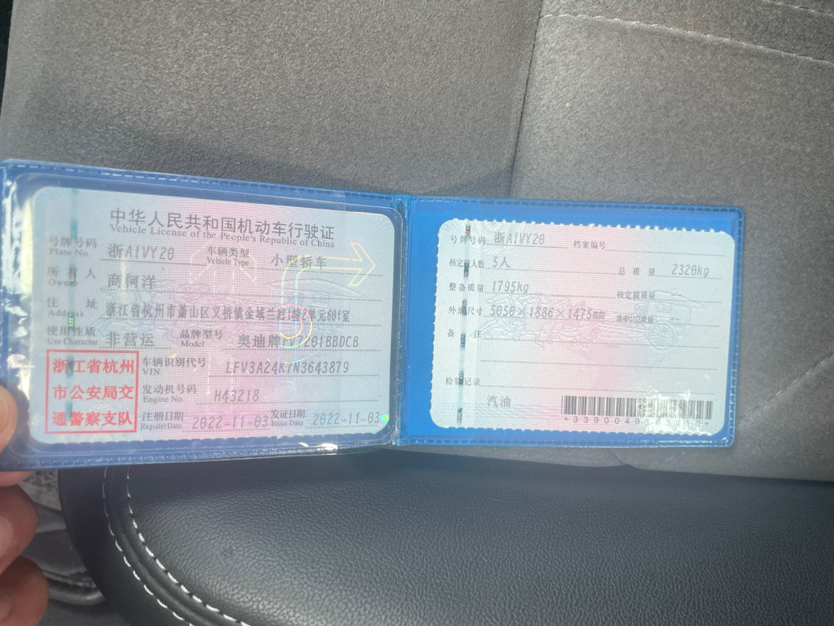 中华人民共和国机动车行驶证
Vehicle License of the People's Republic of China
号牌号码 浙A1VY20 车辆类型 小型轿车
Plate No. Vehicle Type
所有人 商阿洋
Owner
住址 浙江省杭州市萧山区义桥镇金域兰庭1幢2单元601室
Address
使用性质 非营运 品牌型号 奥迪牌FV7201BBDCB
Use Character Model
浙江省杭州
市公安局交
通警察支队
车辆识别代号 LFV3A24K7N3643879
VIN
发动机号码 H43218
Engine No.
注册日期 2022-11-03 发证日期 2022-11-03
Register Date Issue Date
号牌号码 浙A1VY20 档案编号
核定载人数 5人 总质量 2320kg
整备质量 1795kg 核定载质量 --
外廓尺寸 5050×1886×1475mm 准牵引总质量 --
备注
检验记录
汽油